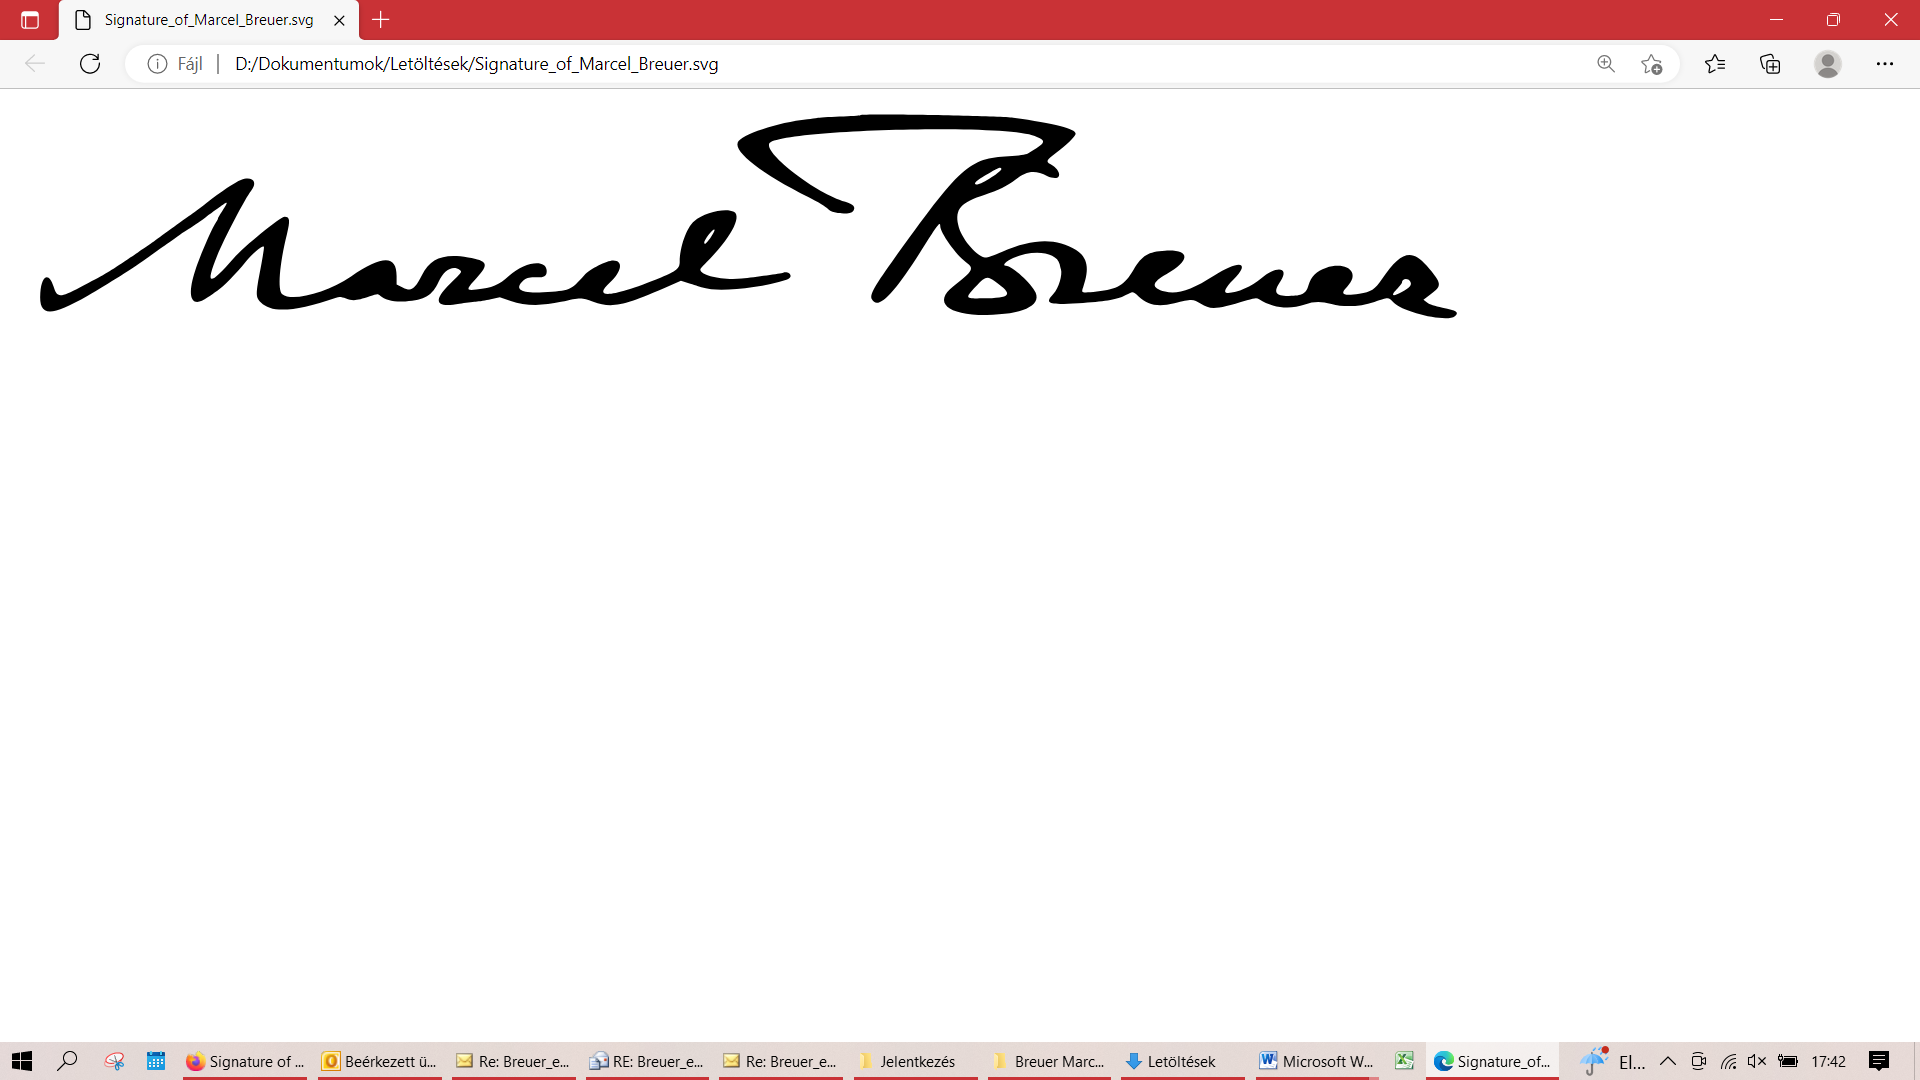 Signature_of_Marcel_Breuer.svg
Fájl D:/Dokumentumok/Letöltések/Signature_of_Marcel_Breuer.svg
Marcel Breuer
Signature of ... Beérkezett ü... Re: Breuer_e... RE: Breuer_e... Re: Breuer_e... Jelentkezés Breuer Marc... Letöltések Microsoft W... Signature_of... El... 17:42